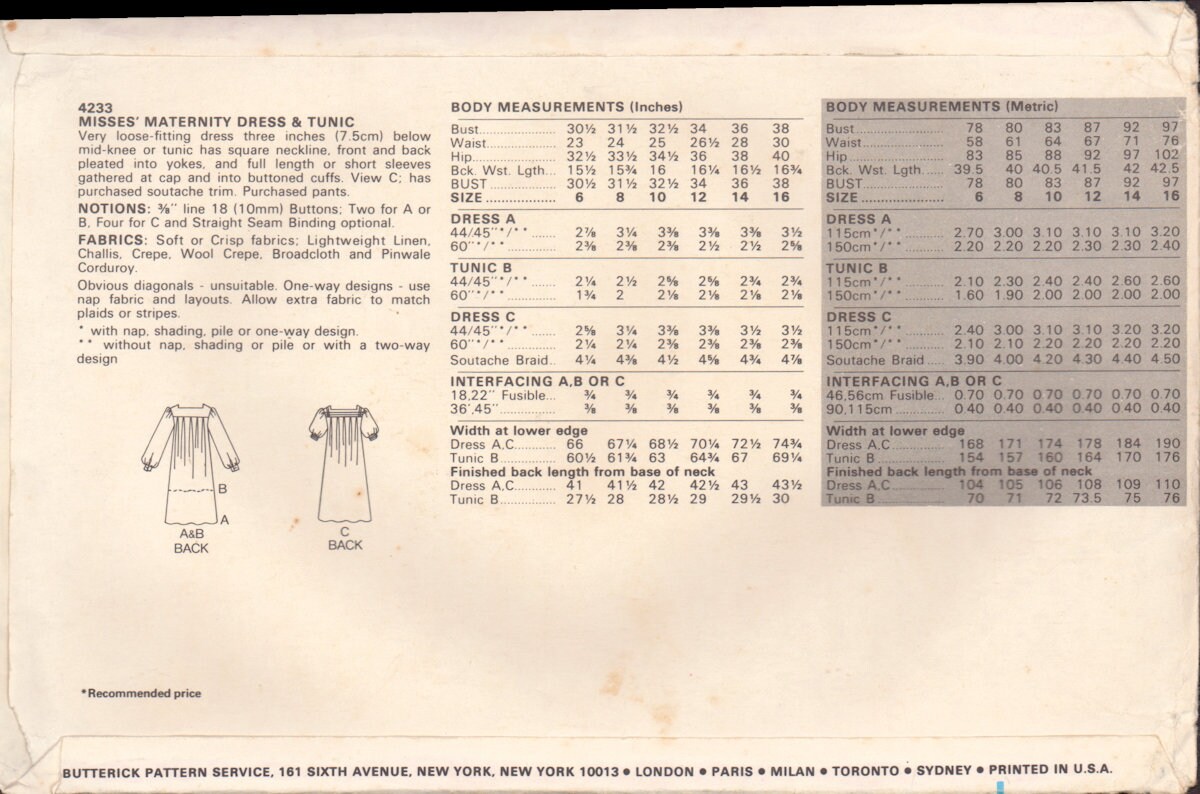 4233
MISSES' MATERNITY DRESS & TUNIC
Very loose-fitting dress three inches (7.5cm) below
mid-knee or tunic has square neckline, front and back
pleated into yokes, and full length or short sleeves
gathered at cap and into buttoned cuffs. View C; has
purchased soutache trim. Purchased pants.
NOTIONS: ⅜" line 18 (10mm) Buttons; Two for A or
B, Four for C and Straight Seam Binding optional.
FABRICS: Soft or Crisp fabrics; Lightweight Linen,
Challis, Crepe, Wool Crepe, Broadcloth and Pinwale
Corduroy.
Obvious diagonals - unsuitable. One-way designs - use
nap fabric and layouts. Allow extra fabric to match
plaids or stripes.
* with nap, shading, pile or one-way design.
** without nap, shading or pile or with a two-way
design
B
A
A&B
BACK
C
BACK
BODY MEASUREMENTS (Inches)
Bust 30½ 31½ 32½ 34 36 38
Waist 23 24 25 26½ 28 30
Hip 32½ 33½ 34½ 36 38 40
Bck. Wst. Lgth... 15½ 15¾ 16 16¼ 16½ 16¾
BUST 30½ 31½ 32½ 34 36 38
SIZE 6 8 10 12 14 16
DRESS A
44/45"*/** 2⅞ 3¼ 3⅜ 3⅜ 3⅜ 3½
60"*/** 2⅜ 2⅜ 2⅜ 2½ 2½ 2⅝
TUNIC B
44/45"*/** 2¼ 2½ 2⅝ 2⅝ 2¾ 2¾
60"*/** 1¾ 2 2⅛ 2⅛ 2⅛ 2⅛
DRESS C
44/45"*/** 2⅝ 3¼ 3⅜ 3⅜ 3½ 3½
60"*/** 2¼ 2¼ 2⅜ 2⅜ 2⅜ 2⅜
Soutache Braid.. 4¼ 4⅜ 4½ 4⅝ 4¾ 4⅞
INTERFACING A,B OR C
18,22" Fusible... ¾ ¾ ¾ ¾ ¾ ¾
36",45" ⅜ ⅜ ⅜ ⅜ ⅜ ⅜
Width at lower edge
Dress A,C 66 67¼ 68½ 70¼ 72½ 74¾
Tunic B 60½ 61¾ 63 64¾ 67 69¼
Finished back length from base of neck
Dress A,C 41 41½ 42 42½ 43 43½
Tunic B 27½ 28 28½ 29 29½ 30
BODY MEASUREMENTS (Metric)
Bust 78 80 83 87 92 97
Waist 58 61 64 67 71 76
Hip 83 85 88 92 97 102
Bck. Wst. Lgth. 39.5 40 40.5 41.5 42 42.5
BUST 78 80 83 87 92 97
SIZE 6 8 10 12 14 16
DRESS A
115cm*/** 2.70 3.00 3.10 3.10 3.10 3.20
150cm*/** 2.20 2.20 2.20 2.30 2.30 2.40
TUNIC B
115cm*/** 2.10 2.30 2.40 2.40 2.60 2.60
150cm*/** 1.60 1.90 2.00 2.00 2.00 2.00
DRESS C
115cm*/** 2.40 3.00 3.10 3.10 3.20 3.20
150cm*/** 2.10 2.10 2.20 2.20 2.20 2.20
Soutache Braid 3.90 4.00 4.20 4.30 4.40 4.50
INTERFACING A,B OR C
46,56cm Fusible... 0.70 0.70 0.70 0.70 0.70 0.70
90,115cm 0.40 0.40 0.40 0.40 0.40 0.40
Width at lower edge
Dress A,C 168 171 174 178 184 190
Tunic B 154 157 160 164 170 176
Finished back length from base of neck
Dress A,C 104 105 106 108 109 110
Tunic B 70 71 72 73.5 75 76
*Recommended price
BUTTERICK PATTERN SERVICE, 161 SIXTH AVENUE, NEW YORK, NEW YORK 10013 • LONDON • PARIS • MILAN • TORONTO • SYDNEY • PRINTED IN U.S.A.